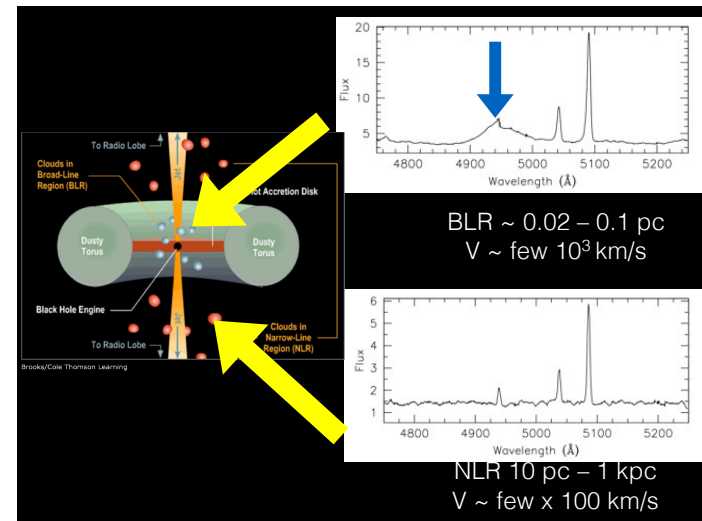 To Radio Lobe
Jet
Clouds in
Broad-Line
Region (BLR)
ot Accretion Disk
Dusty
Torus
Dusty
Torus
Black Hole Engine
Jet
To Radio Lobe
Clouds in
Narrow-Line
Region (NLR)
Brooks/Cole Thomson Learning
20
15
10
5
Flux
4800 4900 5000 5100 5200
Wavelength (Å)
BLR ~ 0.02 – 0.1 pc
V ~ few 10³ km/s
6
5
4
3
2
1
Flux
4800 4900 5000 5100 5200
Wavelength (Å)
NLR 10 pc – 1 kpc
V ~ few x 100 km/s